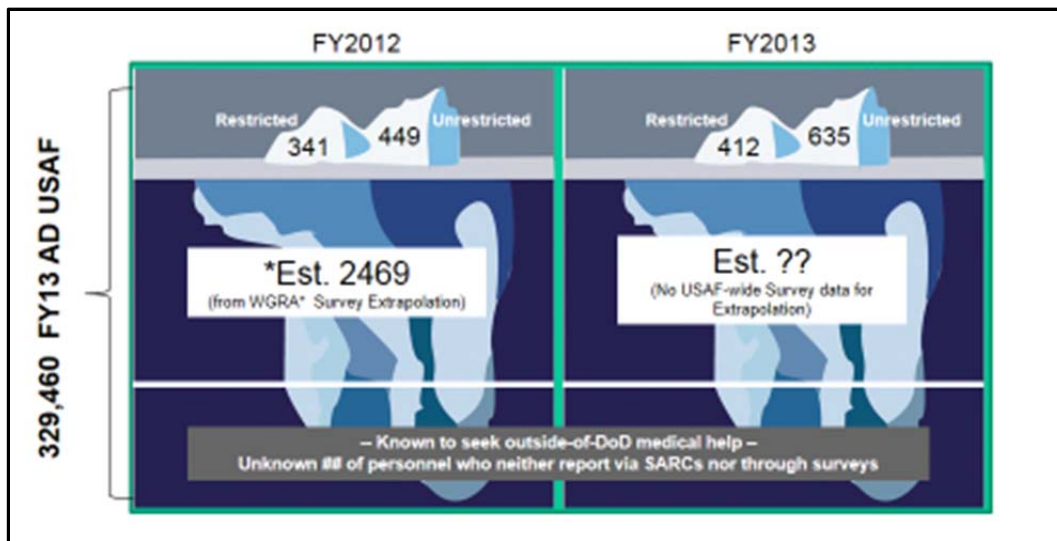 FY2012
FY2013
329,460 FY13 AD USAF
Restricted
341
449
Unrestricted
Restricted
412
635
Unrestricted
*Est. 2469
(from WGRA* Survey Extrapolation)
Est. ??
(No USAF-wide Survey data for
Extrapolation)
– Known to seek outside-of-DoD medical help –
Unknown ## of personnel who neither report via SARCs nor through surveys